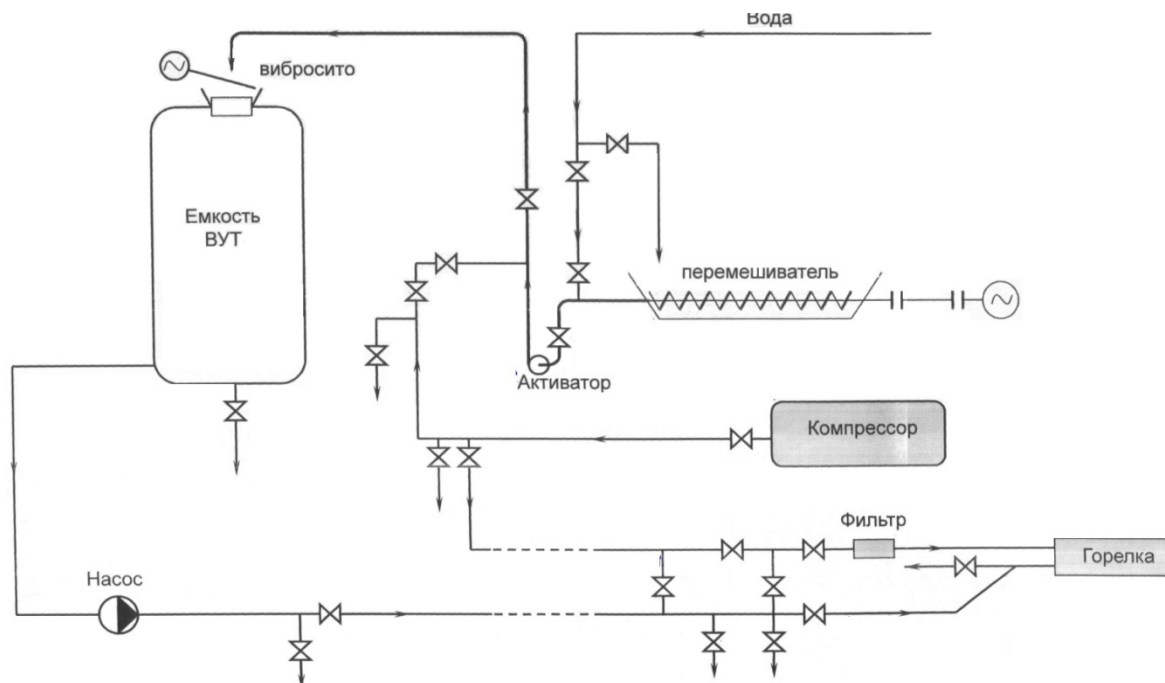 Вода
вибросито
Емкость
ВУТ
перемешиватель
Активатор
Компрессор
Фильтр
Горелка
Насос